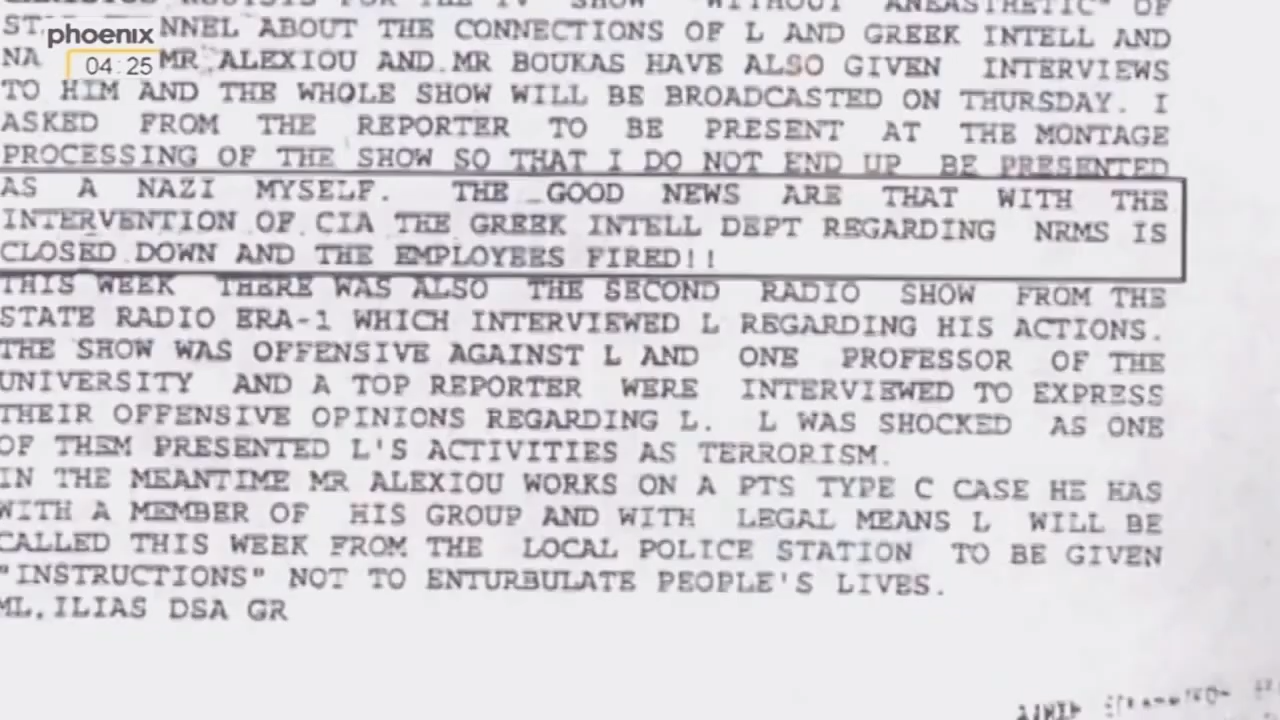 phoenix
04:25
FOR THE TV SHOW "WITHOUT ANEASTHETIC" OF
NNEL ABOUT THE CONNECTIONS OF L AND GREEK INTELL AND
NA MR ALEXIOU AND MR BOUKAS HAVE ALSO GIVEN INTERVIEWS
TO HIM AND THE WHOLE SHOW WILL BE BROADCASTED ON THURSDAY. I
ASKED FROM THE REPORTER TO BE PRESENT AT THE MONTAGE
PROCESSING OF THE SHOW SO THAT I DO NOT END UP BE PRESENTED
AS A NAZI MYSELF. THE GOOD NEWS ARE THAT WITH THE
INTERVENTION OF CIA THE GREEK INTELL DEPT REGARDING NRMS IS
CLOSED DOWN AND THE EMPLOYEES FIRED!!
THIS WEEK THERE WAS ALSO THE SECOND RADIO SHOW FROM THE
STATE RADIO ERA-1 WHICH INTERVIEWED L REGARDING HIS ACTIONS.
THE SHOW WAS OFFENSIVE AGAINST L AND ONE PROFESSOR OF THE
UNIVERSITY AND A TOP REPORTER WERE INTERVIEWED TO EXPRESS
THEIR OFFENSIVE OPINIONS REGARDING L. L WAS SHOCKED AS ONE
OF THEM PRESENTED L'S ACTIVITIES AS TERRORISM.
IN THE MEANTIME MR ALEXIOU WORKS ON A PTS TYPE C CASE HE HAS
WITH A MEMBER OF HIS GROUP AND WITH LEGAL MEANS L WILL BE
CALLED THIS WEEK FROM THE LOCAL POLICE STATION TO BE GIVEN
"INSTRUCTIONS" NOT TO ENTURBULATE PEOPLE'S LIVES.
ML, ILIAS DSA GR